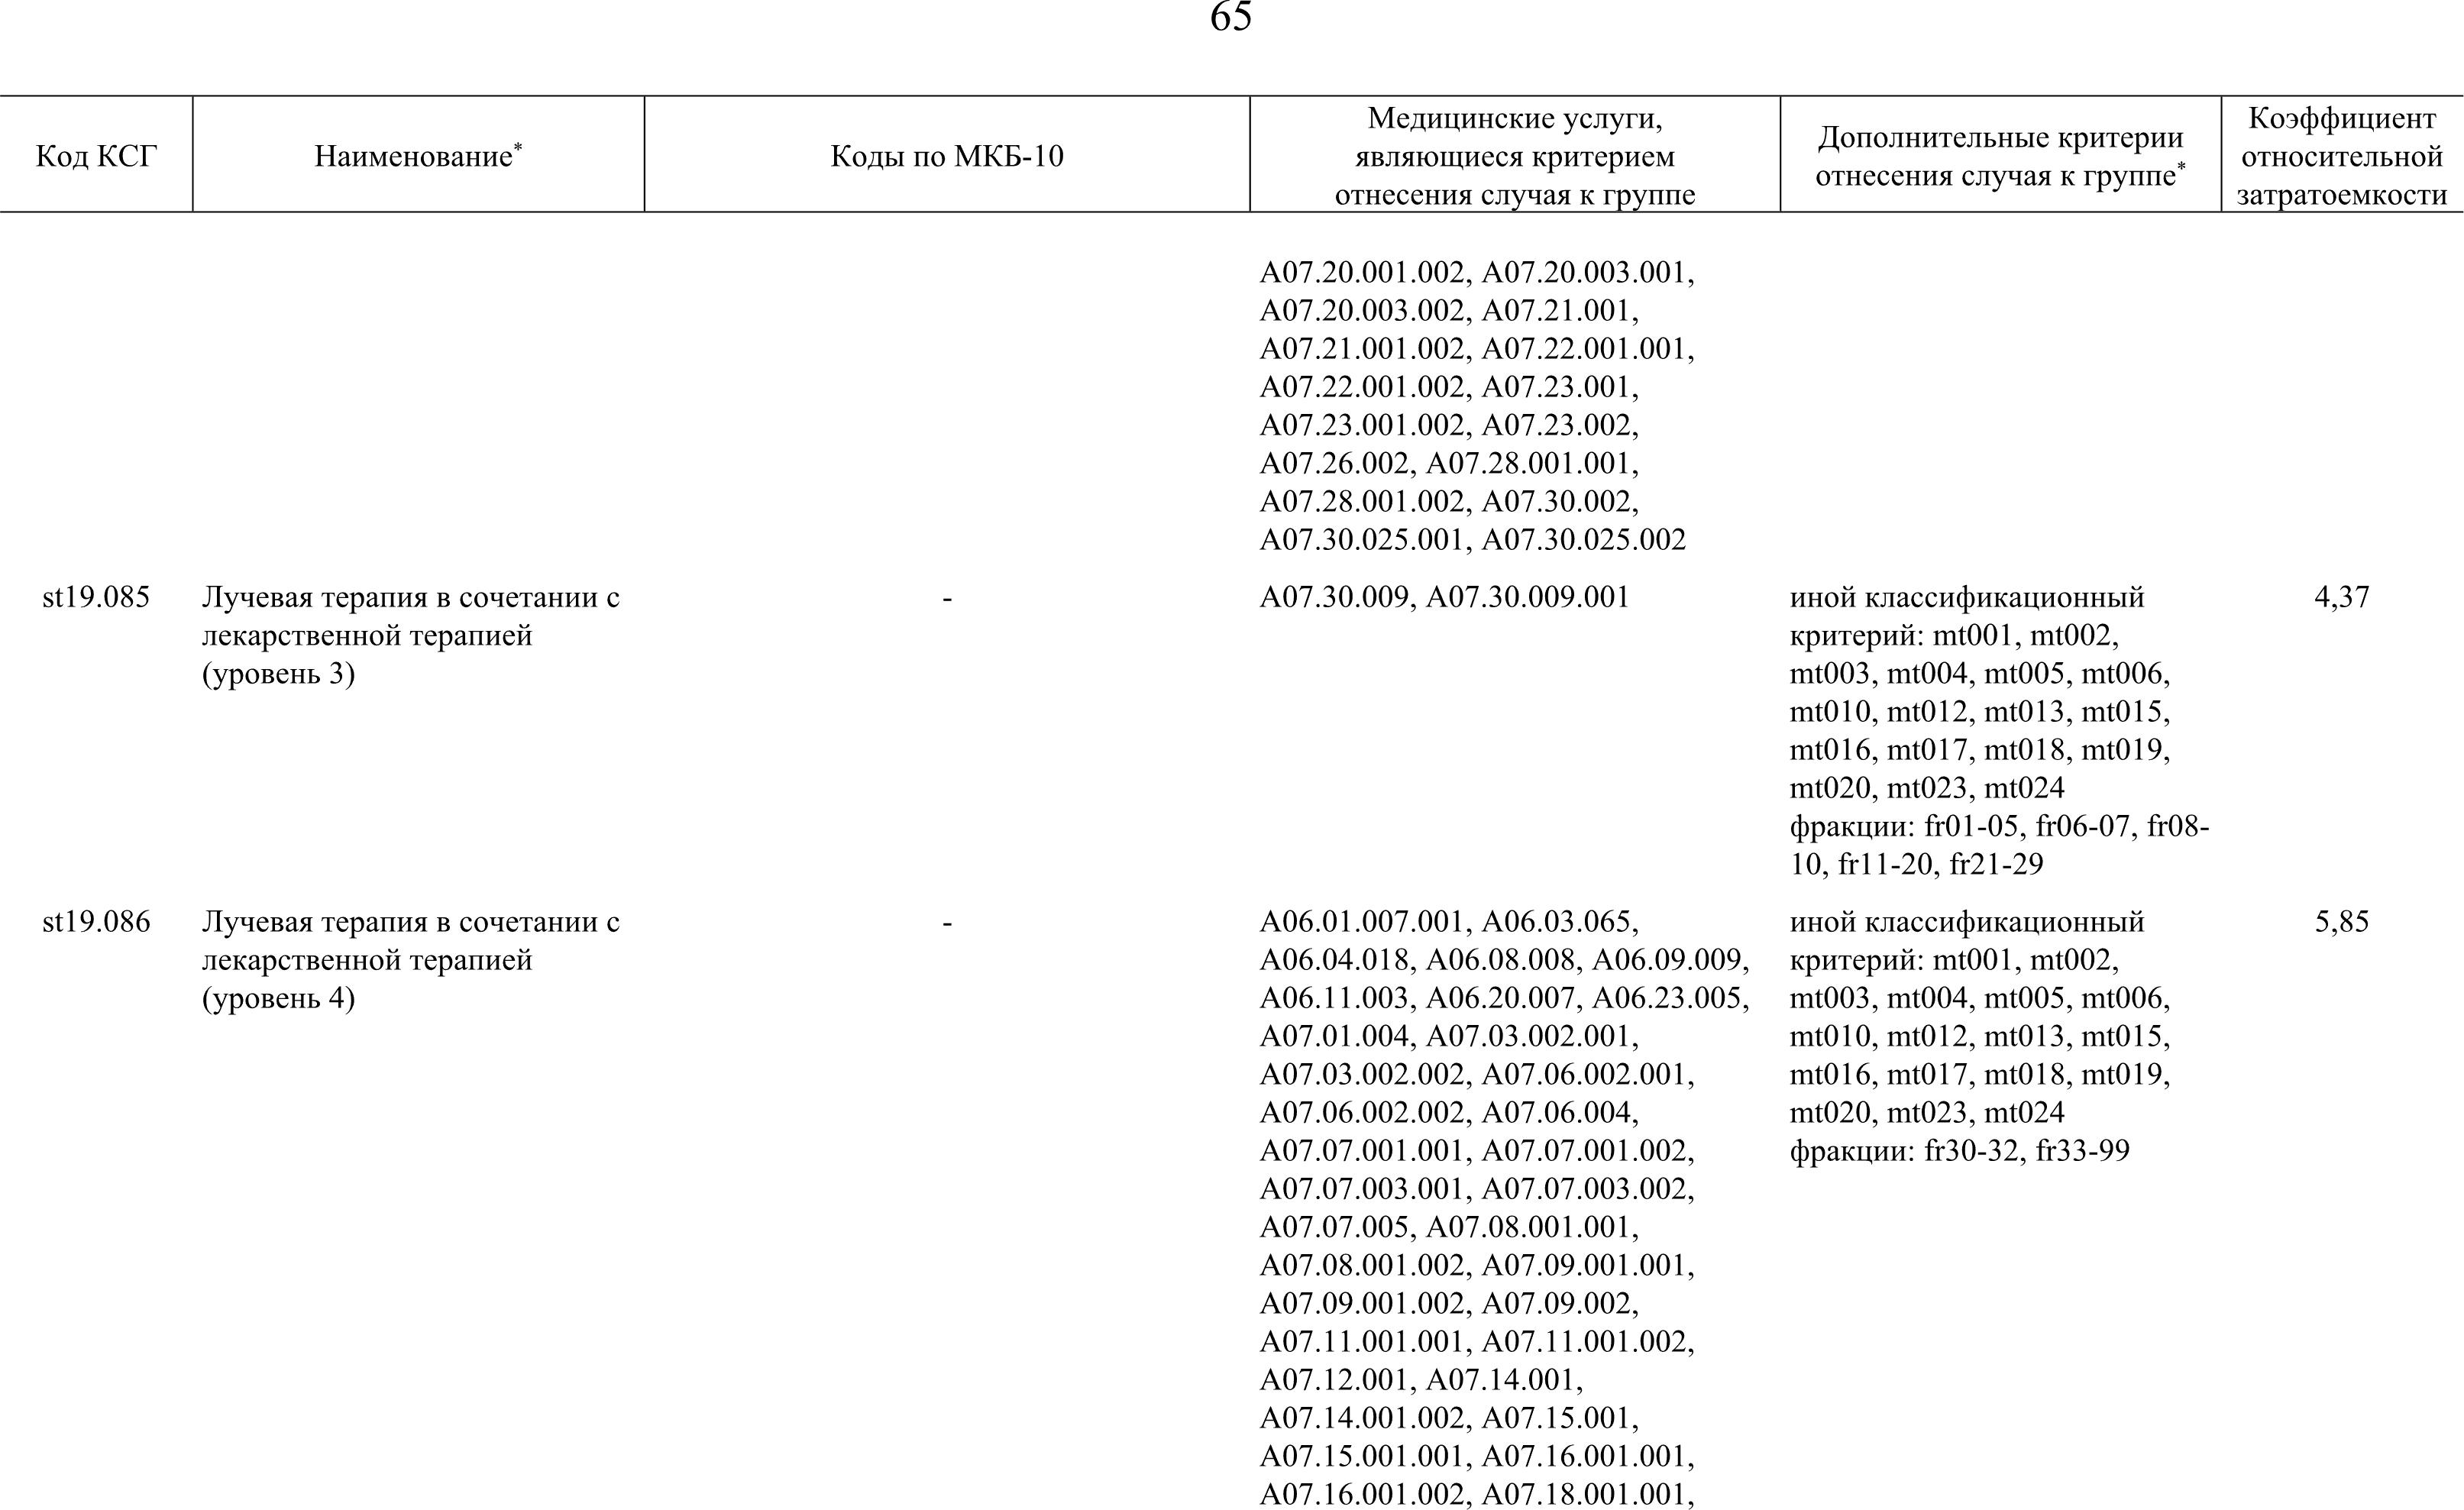 65
Код КСГ
Наименование*
Коды по МКБ-10
Медицинские услуги,
являющиеся критерием
отнесения случая к группе
Дополнительные критерии
отнесения случая к группе*
Коэффициент
относительной
затратоемкости
A07.20.001.002, A07.20.003.001,
A07.20.003.002, A07.21.001,
A07.21.001.002, A07.22.001.001,
A07.22.001.002, A07.23.001,
A07.23.001.002, A07.23.002,
A07.26.002, A07.28.001.001,
A07.28.001.002, A07.30.002,
A07.30.025.001, A07.30.025.002
st19.085
Лучевая терапия в сочетании с
лекарственной терапией
(уровень 3)
-
A07.30.009, A07.30.009.001
иной классификационный
критерий: mt001, mt002,
mt003, mt004, mt005, mt006,
mt010, mt012, mt013, mt015,
mt016, mt017, mt018, mt019,
mt020, mt023, mt024
фракции: fr01-05, fr06-07, fr08-
10, fr11-20, fr21-29
4,37
st19.086
Лучевая терапия в сочетании с
лекарственной терапией
(уровень 4)
-
A06.01.007.001, A06.03.065,
A06.04.018, A06.08.008, A06.09.009,
A06.11.003, A06.20.007, A06.23.005,
A07.01.004, A07.03.002.001,
A07.03.002.002, A07.06.002.001,
A07.06.002.002, A07.06.004,
A07.07.001.001, A07.07.001.002,
A07.07.003.001, A07.07.003.002,
A07.07.005, A07.08.001.001,
A07.08.001.002, A07.09.001.001,
A07.09.001.002, A07.09.002,
A07.11.001.001, A07.11.001.002,
A07.12.001, A07.14.001,
A07.14.001.002, A07.15.001,
A07.15.001.001, A07.16.001.001,
A07.16.001.002, A07.18.001.001,
иной классификационный
критерий: mt001, mt002,
mt003, mt004, mt005, mt006,
mt010, mt012, mt013, mt015,
mt016, mt017, mt018, mt019,
mt020, mt023, mt024
фракции: fr30-32, fr33-99
5,85